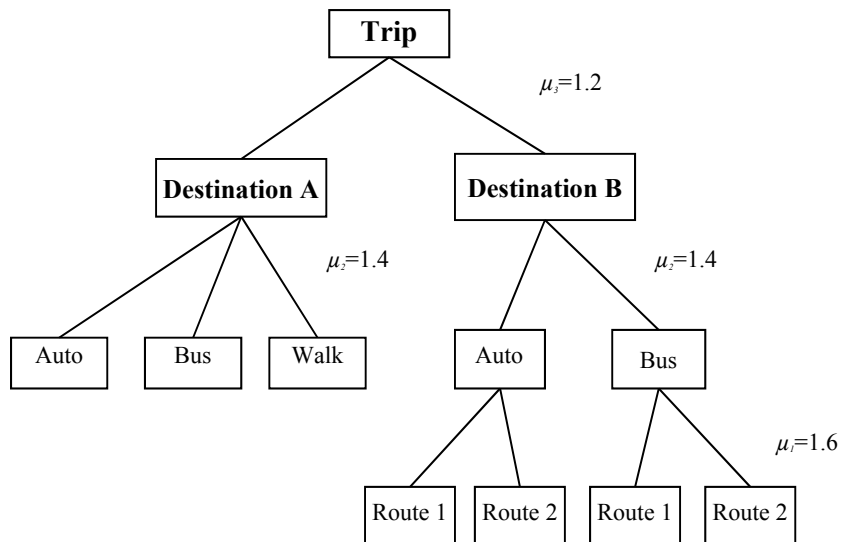 Trip
μ₃=1.2
Destination A
Destination B
μ₂=1.4
μ₂=1.4
Auto
Bus
Walk
Auto
Bus
μ₁=1.6
Route 1
Route 2
Route 1
Route 2